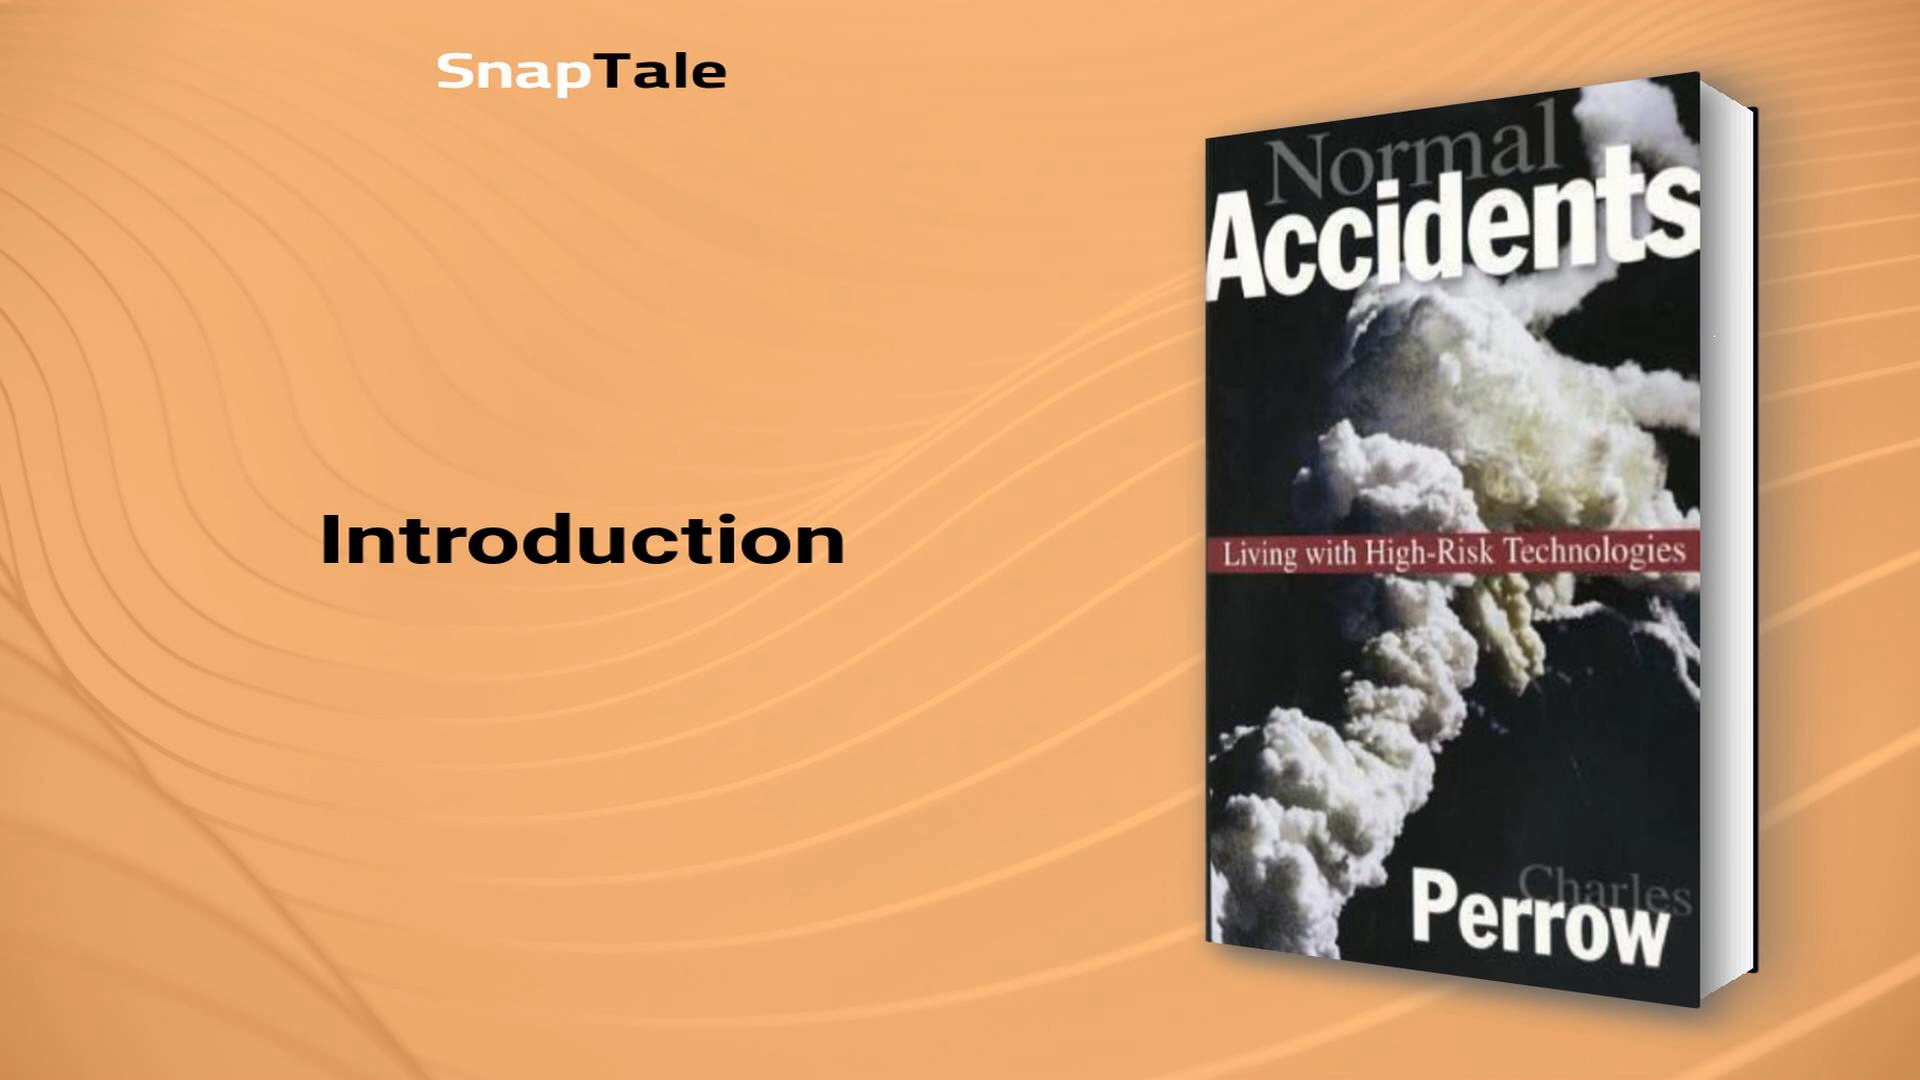 SnapTale
Introduction
Normal
Accidents
Living with High-Risk Technologies
Charles
Perrow